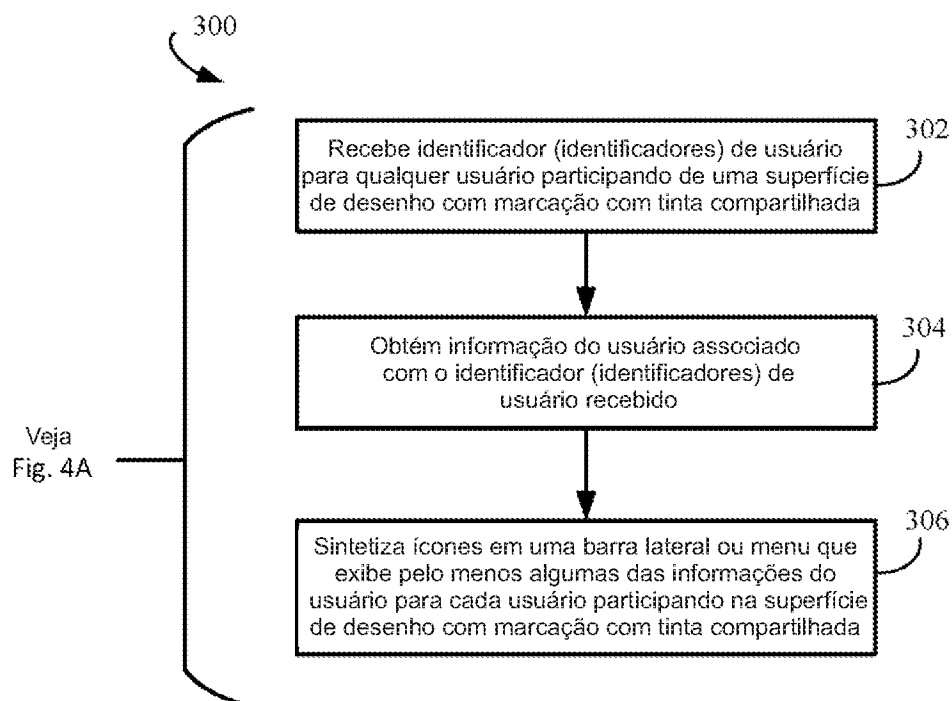 300
302
Recebe identificador (identificadores) de usuário
para qualquer usuário participando de uma superfície
de desenho com marcação com tinta compartilhada
304
Obtém informação do usuário associado
com o identificador (identificadores) de
usuário recebido
Veja
Fig. 4A
306
Sintetiza ícones em uma barra lateral ou menu que
exibe pelo menos algumas das informações do
usuário para cada usuário participando na superfície
de desenho com marcação com tinta compartilhada